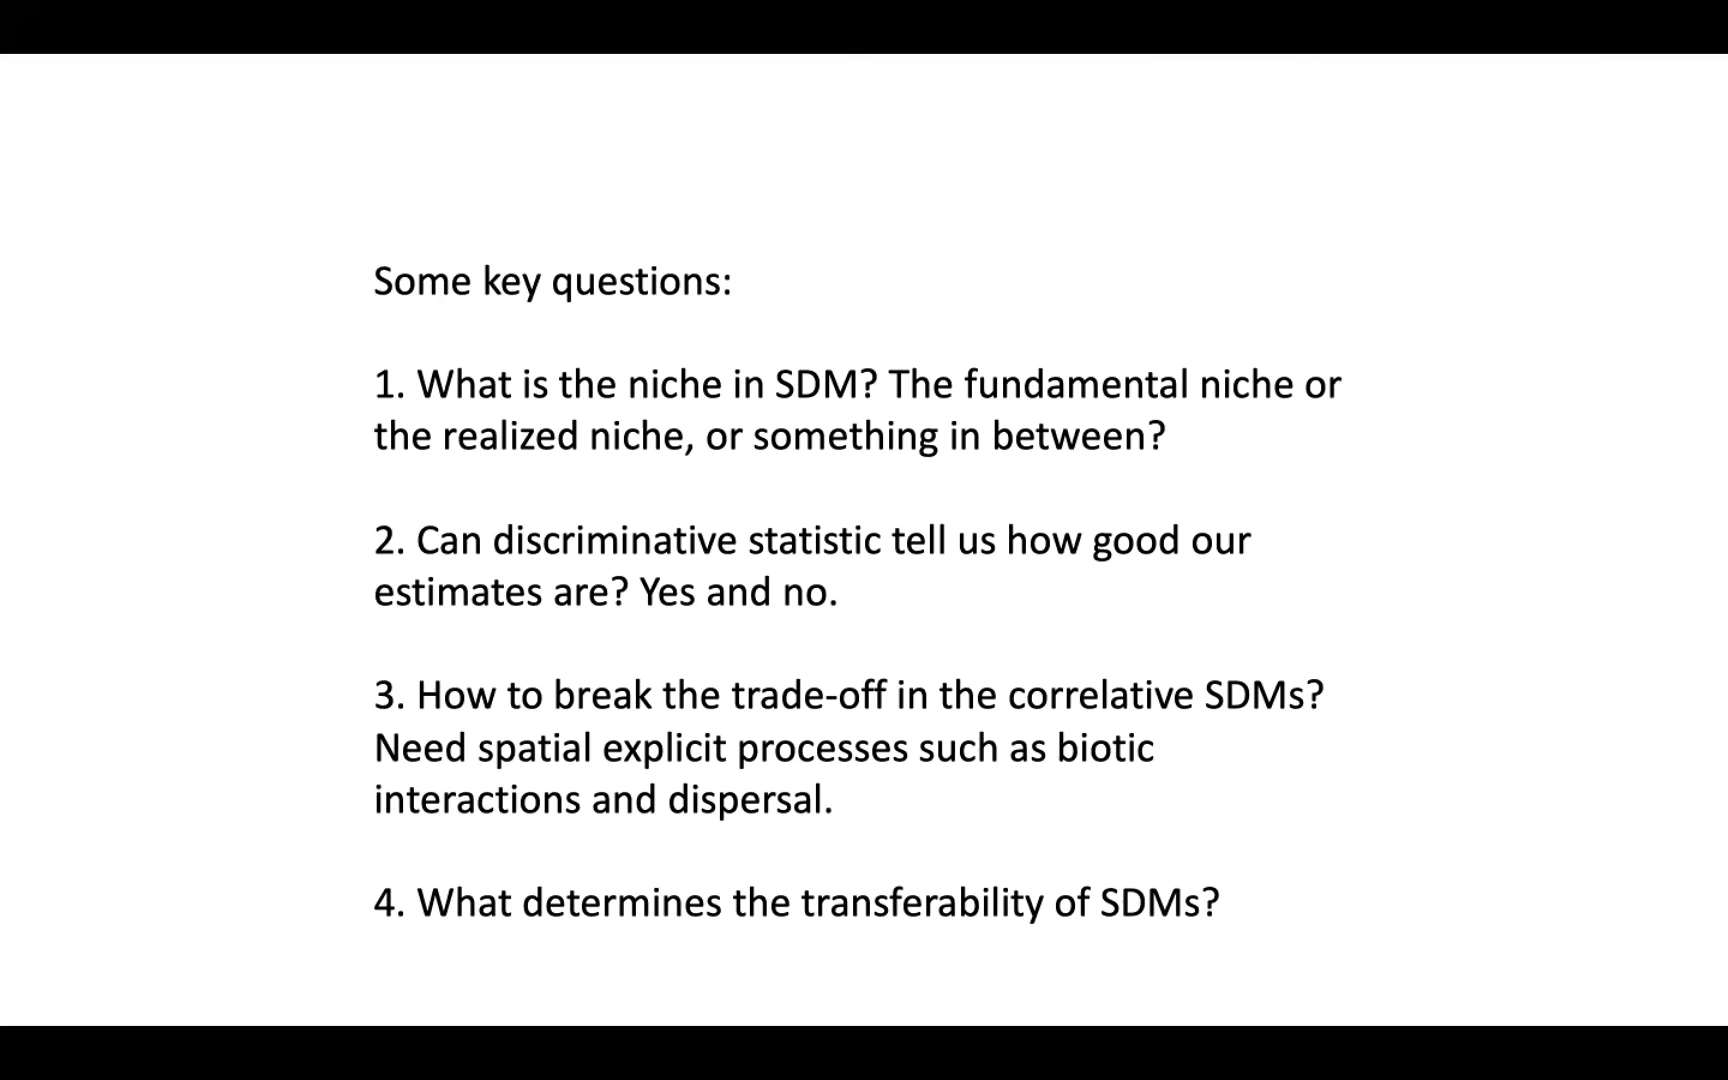 Some key questions:
1. What is the niche in SDM? The fundamental niche or
the realized niche, or something in between?
2. Can discriminative statistic tell us how good our
estimates are? Yes and no.
3. How to break the trade-off in the correlative SDMs?
Need spatial explicit processes such as biotic
interactions and dispersal.
4. What determines the transferability of SDMs?